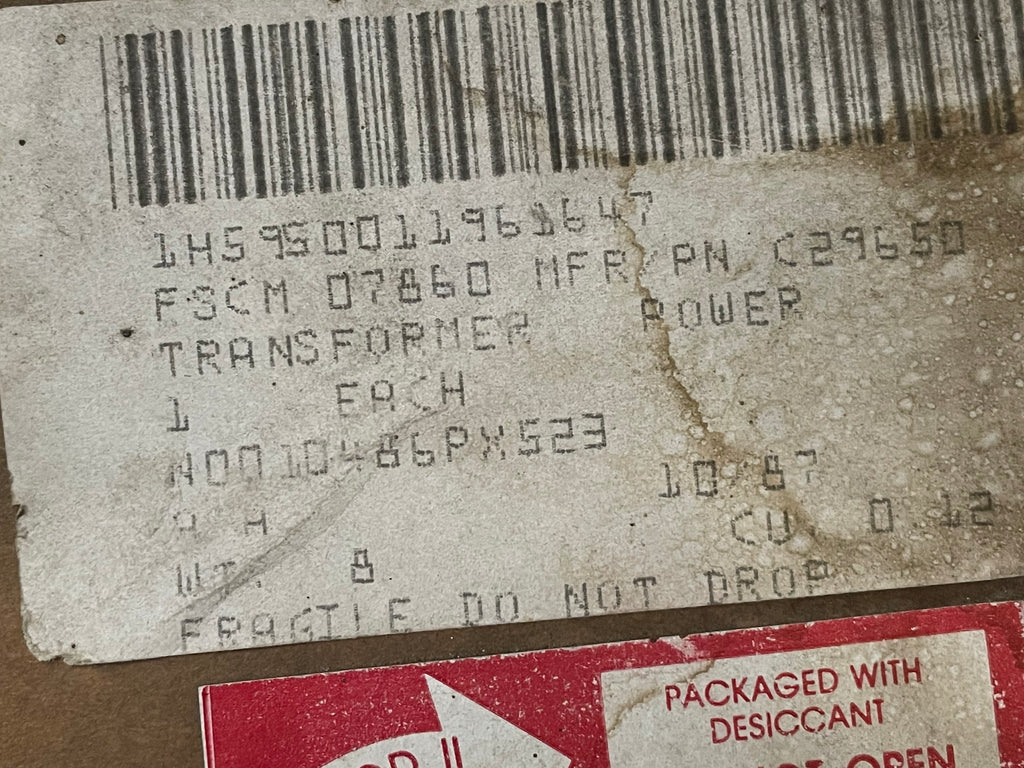 1H5950011961647
FSCM 07860 MFR/PN C29650
TRANSFORMER POWER
1 EACH
N0010486PX523
10/87
A H
CU 0 12
WT. 8
FRAGILE DO NOT DROP
PACKAGED WITH
DESICCANT
OPEN